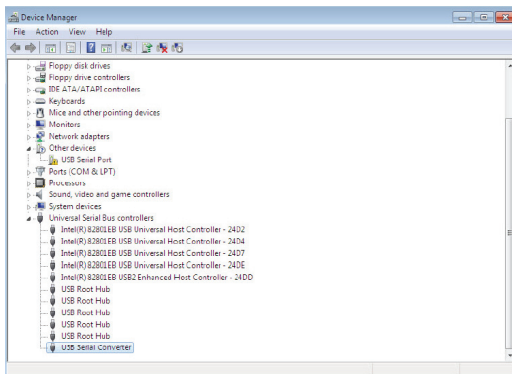 Device Manager
File Action View Help
Floppy disk drives
Floppy drive controllers
IDE ATA/ATAPI controllers
Keyboards
Mice and other pointing devices
Monitors
Network adapters
Other devices
USB Serial Port
Ports (COM & LPT)
Processors
Sound, video and game controllers
System devices
Universal Serial Bus controllers
Intel(R) 82801EB USB Universal Host Controller - 24D2
Intel(R) 82801EB USB Universal Host Controller - 24D4
Intel(R) 82801EB USB Universal Host Controller - 24D7
Intel(R) 82801EB USB Universal Host Controller - 24DE
Intel(R) 82801EB USB2 Enhanced Host Controller - 24DD
USB Root Hub
USB Root Hub
USB Root Hub
USB Root Hub
USB Root Hub
USB Serial Converter